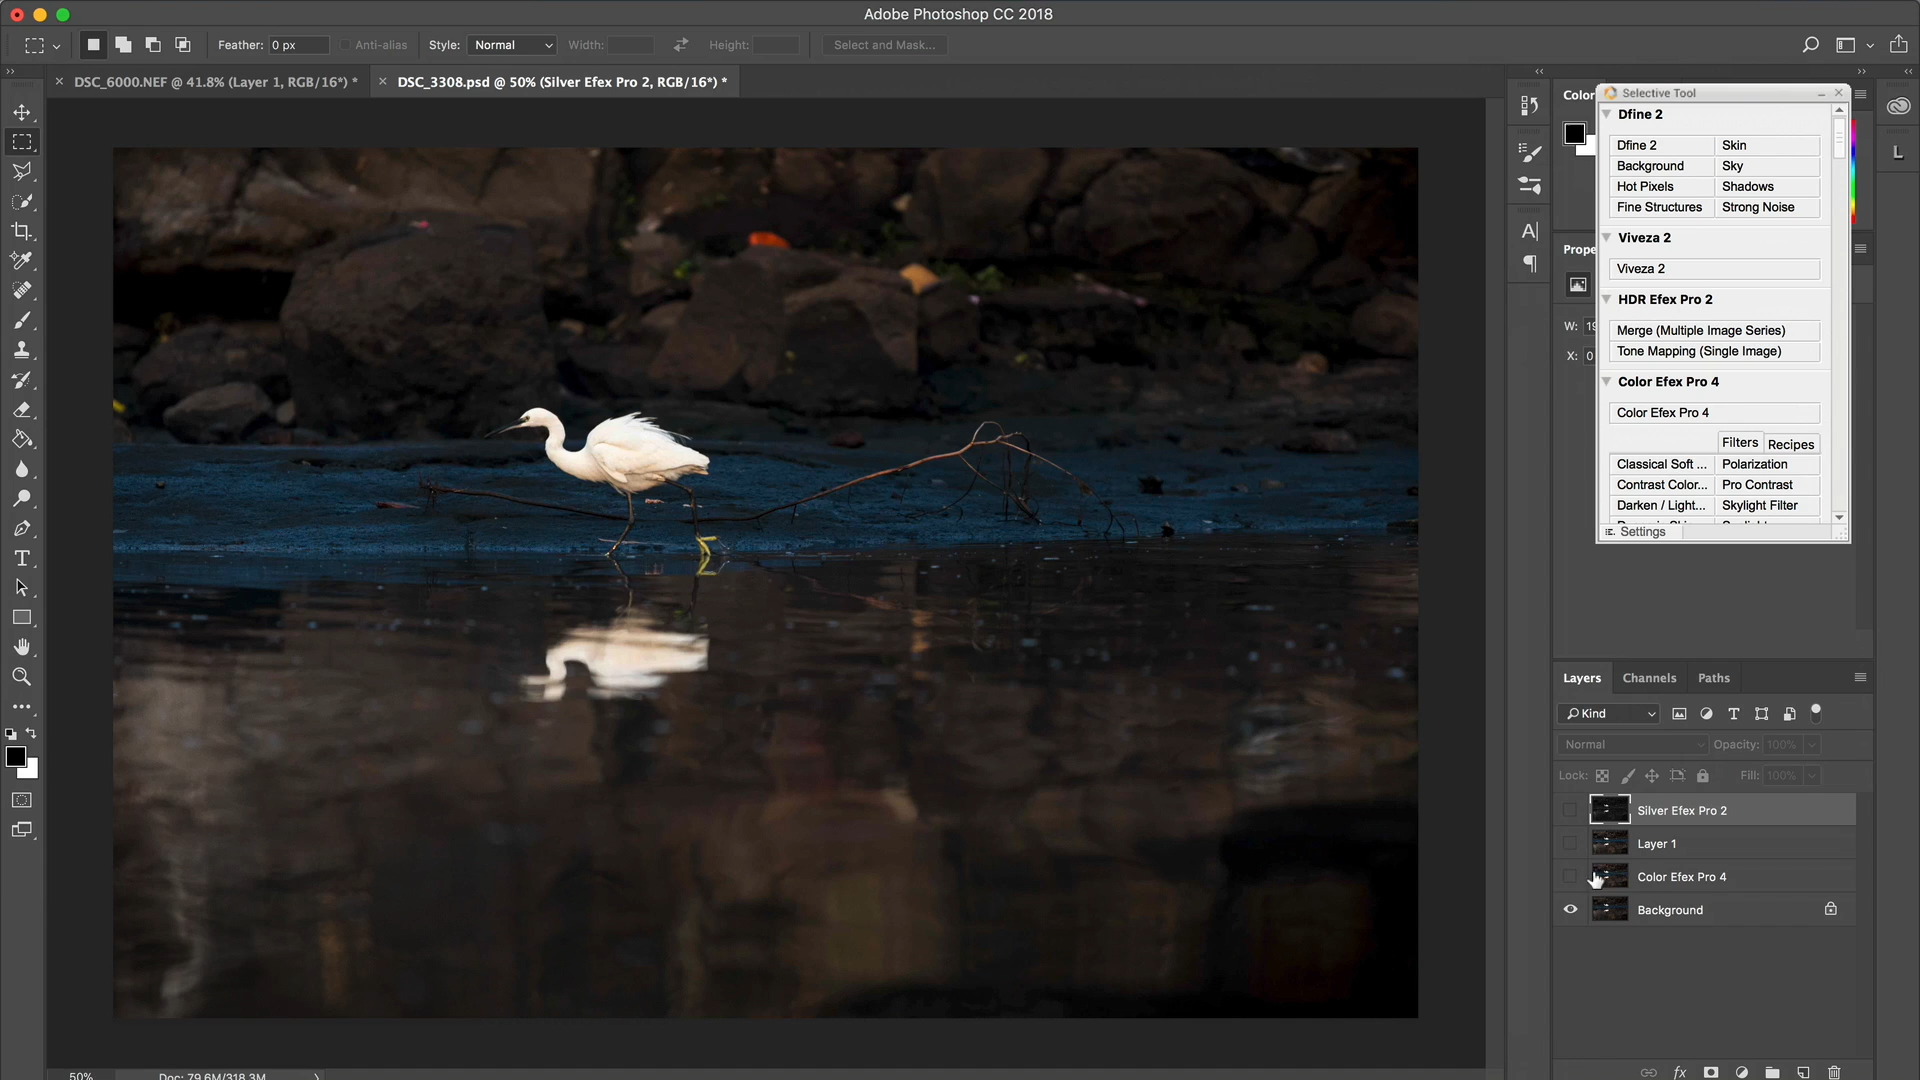 Adobe Photoshop CC 2018
Feather: 0 px Anti-alias Style: Normal Width: Height: Select and Mask...
DSC_6000.NEF @ 41.8% (Layer 1, RGB/16*) * DSC_3308.psd @ 50% (Silver Efex Pro 2, RGB/16*) *
Color
Selective Tool
Dfine 2
Dfine 2 Skin
Background Sky
Hot Pixels Shadows
Fine Structures Strong Noise
Viveza 2
Viveza 2
HDR Efex Pro 2
Merge (Multiple Image Series)
Tone Mapping (Single Image)
Color Efex Pro 4
Color Efex Pro 4
Filters Recipes
Classical Soft ... Polarization
Contrast Color... Pro Contrast
Darken / Light... Skylight Filter
Settings
Prope
W: 19
X: 0
Layers Channels Paths
Kind
Normal Opacity: 100%
Lock: Fill: 100%
Silver Efex Pro 2
Layer 1
Color Efex Pro 4
Background
50% Doc: 79.6M/318.3M